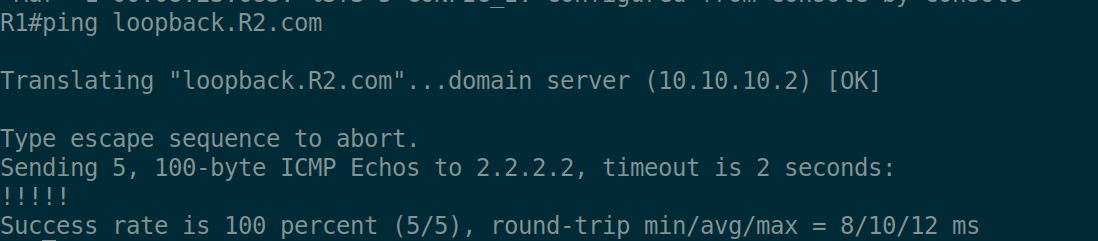 R1#ping loopback.R2.com
Translating "loopback.R2.com"...domain server (10.10.10.2) [OK]
Type escape sequence to abort.
Sending 5, 100-byte ICMP Echos to 2.2.2.2, timeout is 2 seconds:
!!!!!
Success rate is 100 percent (5/5), round-trip min/avg/max = 8/10/12 ms